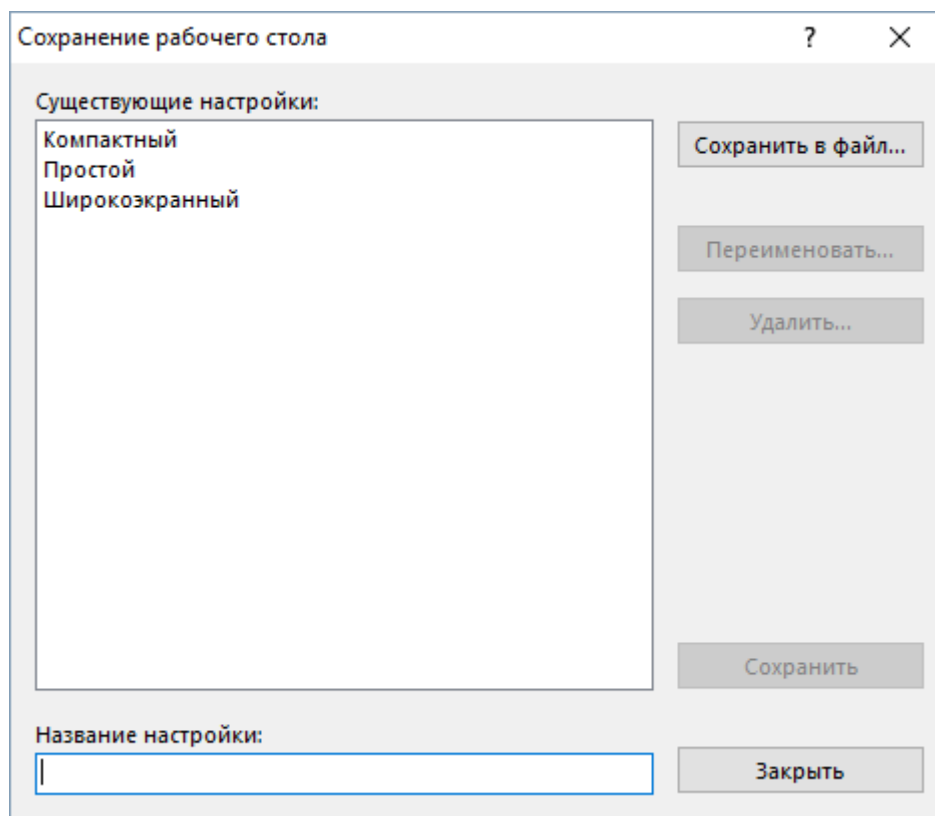 Сохранение рабочего стола ?
Существующие настройки:
Компактный
Простой
Широкоэкранный
Сохранить в файл...
Переименовать...
Удалить...
Сохранить
Название настройки:
Закрыть